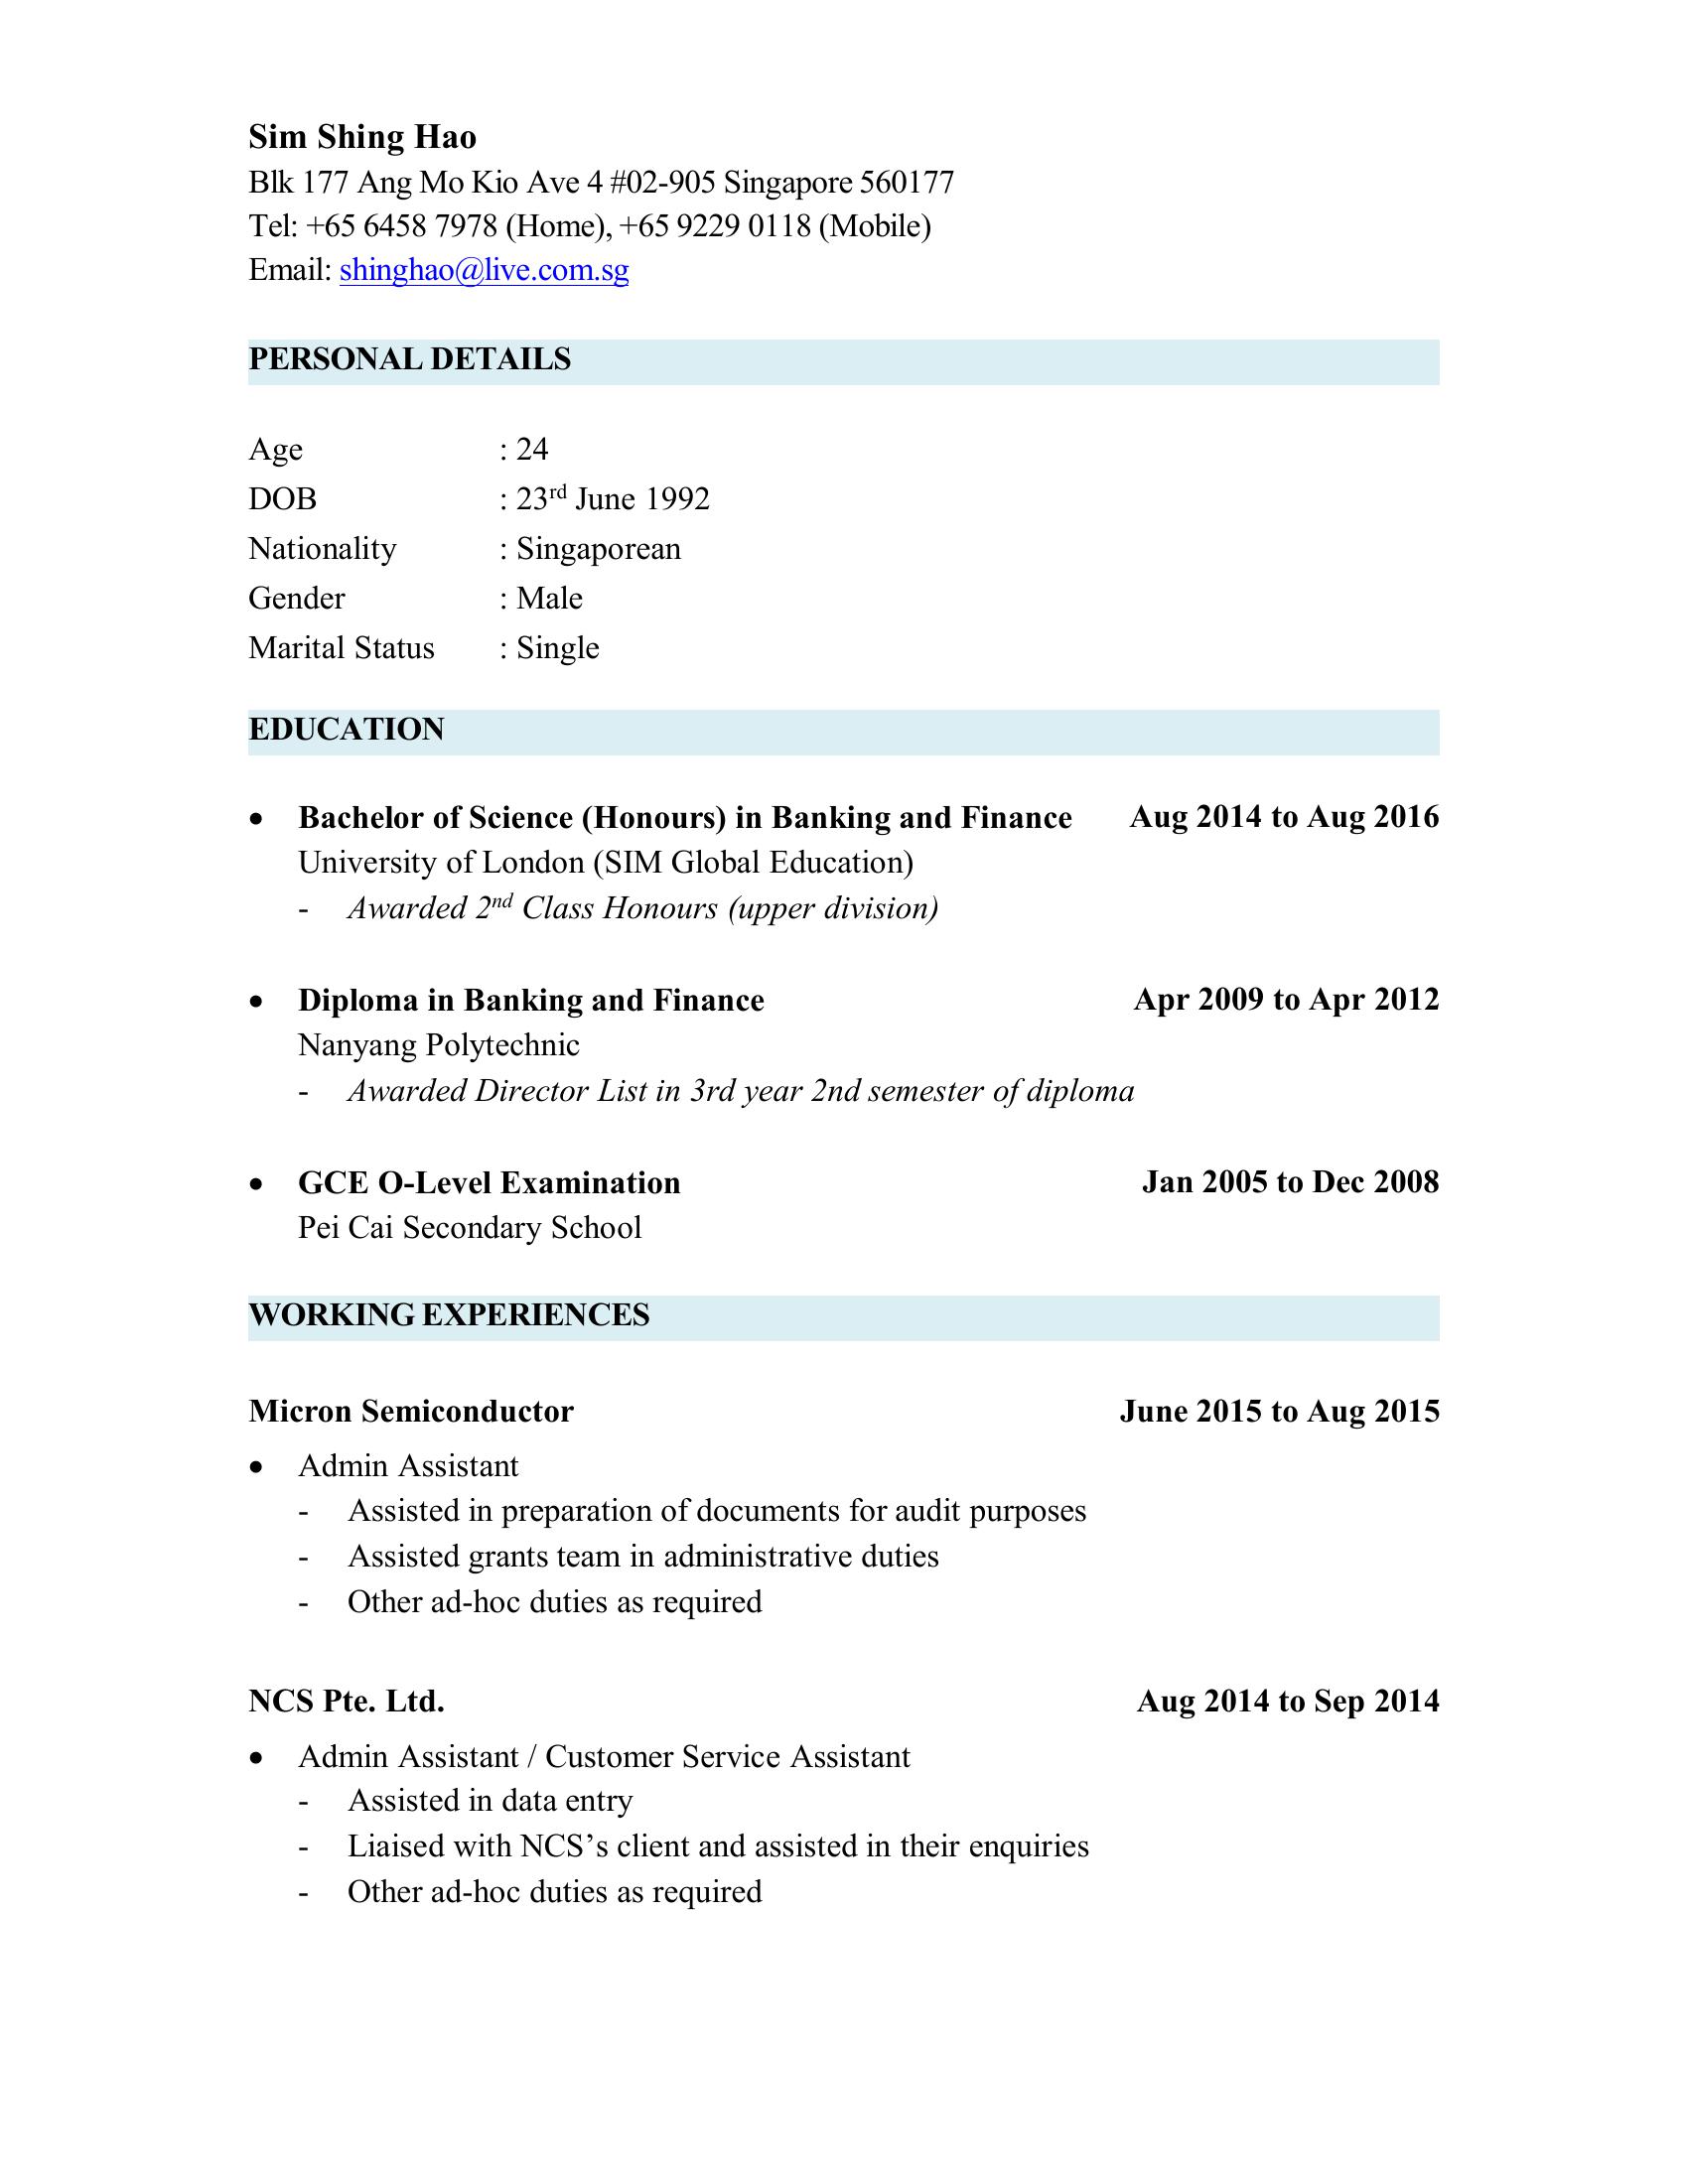 Sim Shing Hao
Blk 177 Ang Mo Kio Ave 4 #02-905 Singapore 560177
Tel: +65 6458 7978 (Home), +65 9229 0118 (Mobile)
Email: shinghao@live.com.sg
PERSONAL DETAILS
Age : 24
DOB : 23rd June 1992
Nationality : Singaporean
Gender : Male
Marital Status : Single
EDUCATION
• Bachelor of Science (Honours) in Banking and Finance Aug 2014 to Aug 2016
University of London (SIM Global Education)
- Awarded 2nd Class Honours (upper division)
• Diploma in Banking and Finance Apr 2009 to Apr 2012
Nanyang Polytechnic
- Awarded Director List in 3rd year 2nd semester of diploma
• GCE O-Level Examination Jan 2005 to Dec 2008
Pei Cai Secondary School
WORKING EXPERIENCES
Micron Semiconductor June 2015 to Aug 2015
• Admin Assistant
- Assisted in preparation of documents for audit purposes
- Assisted grants team in administrative duties
- Other ad-hoc duties as required
NCS Pte. Ltd. Aug 2014 to Sep 2014
• Admin Assistant / Customer Service Assistant
- Assisted in data entry
- Liaised with NCS’s client and assisted in their enquiries
- Other ad-hoc duties as required